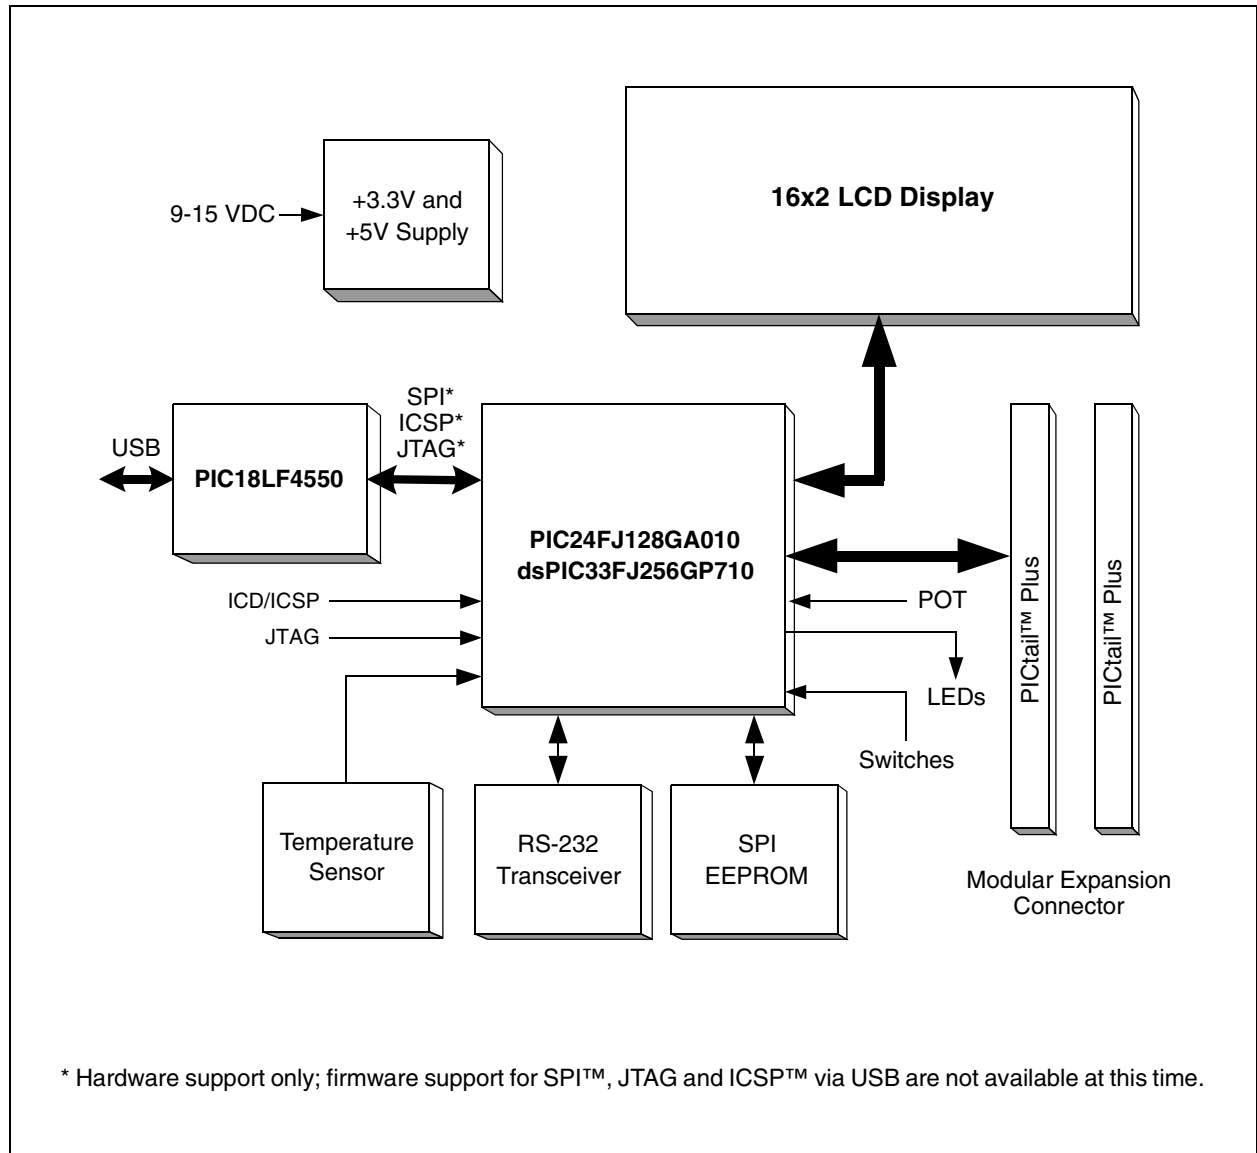 16x2 LCD Display
9-15 VDC
+3.3V and
+5V Supply
SPI*
ICSP*
JTAG*
USB
PIC18LF4550
PIC24FJ128GA010
dsPIC33FJ256GP710
ICD/ICSP
JTAG
POT
LEDs
Switches
PICtail™ Plus
PICtail™ Plus
Temperature
Sensor
RS-232
Transceiver
SPI
EEPROM
Modular Expansion
Connector
* Hardware support only; firmware support for SPI™, JTAG and ICSP™ via USB are not available at this time.